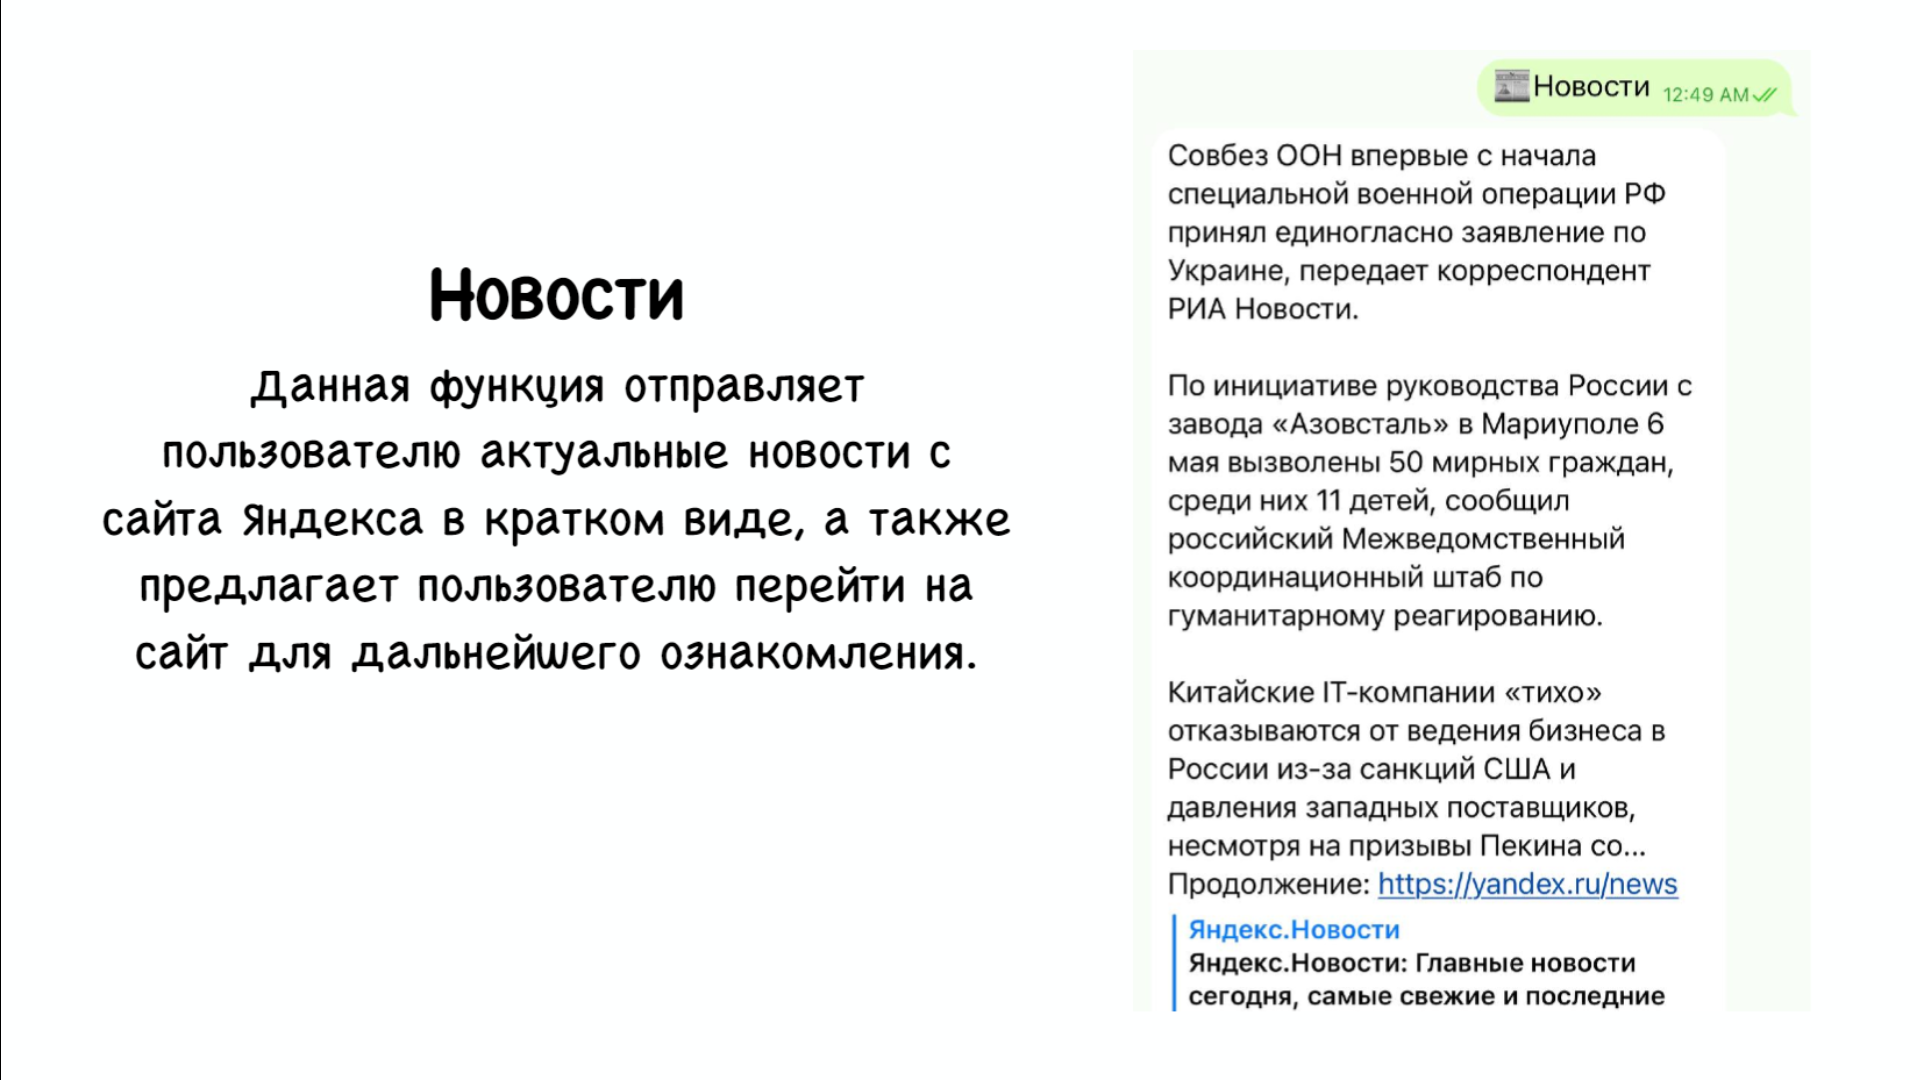 Новости
Данная функция отправляет
пользователю актуальные новости с
сайта Яндекса в кратком виде, а также
предлагает пользователю перейти на
сайт для дальнейшего ознакомления.
Новости 12:49 AM
Совбез ООН впервые с начала
специальной военной операции РФ
принял единогласно заявление по
Украине, передает корреспондент
РИА Новости.
По инициативе руководства России с
завода «Азовсталь» в Мариуполе 6
мая вызволены 50 мирных граждан,
среди них 11 детей, сообщил
российский Межведомственный
координационный штаб по
гуманитарному реагированию.
Китайские IT-компании «тихо»
отказываются от ведения бизнеса в
России из-за санкций США и
давления западных поставщиков,
несмотря на призывы Пекина со...
Продолжение: https://yandex.ru/news
Яндекс.Новости
Яндекс.Новости: Главные новости
сегодня, самые свежие и последние